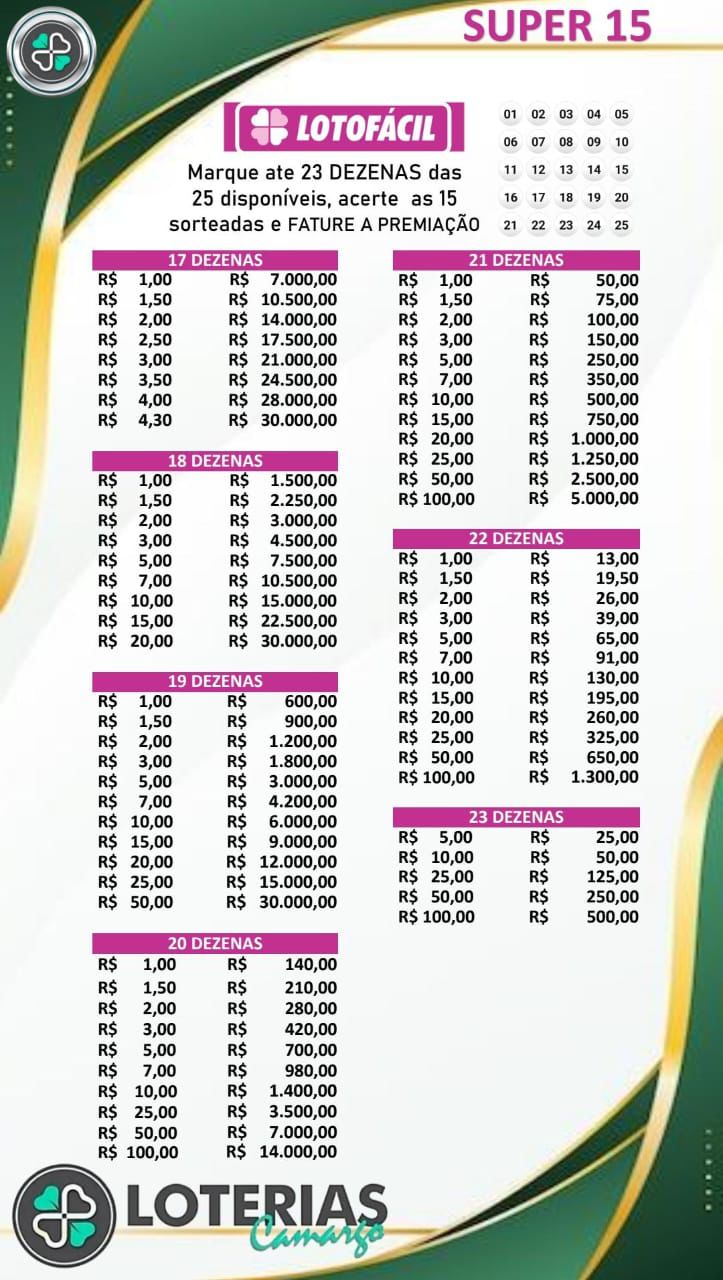 SUPER 15
LOTOFÁCIL
Marque ate 23 DEZENAS das
25 disponíveis, acerte as 15
sorteadas e FATURE A PREMIAÇÃO
01 02 03 04 05
06 07 08 09 10
11 12 13 14 15
16 17 18 19 20
21 22 23 24 25
17 DEZENAS
R$ 1,00 R$ 7.000,00
R$ 1,50 R$ 10.500,00
R$ 2,00 R$ 14.000,00
R$ 2,50 R$ 17.500,00
R$ 3,00 R$ 21.000,00
R$ 3,50 R$ 24.500,00
R$ 4,00 R$ 28.000,00
R$ 4,30 R$ 30.000,00
18 DEZENAS
R$ 1,00 R$ 1.500,00
R$ 1,50 R$ 2.250,00
R$ 2,00 R$ 3.000,00
R$ 3,00 R$ 4.500,00
R$ 5,00 R$ 7.500,00
R$ 7,00 R$ 10.500,00
R$ 10,00 R$ 15.000,00
R$ 15,00 R$ 22.500,00
R$ 20,00 R$ 30.000,00
19 DEZENAS
R$ 1,00 R$ 600,00
R$ 1,50 R$ 900,00
R$ 2,00 R$ 1.200,00
R$ 3,00 R$ 1.800,00
R$ 5,00 R$ 3.000,00
R$ 7,00 R$ 4.200,00
R$ 10,00 R$ 6.000,00
R$ 15,00 R$ 9.000,00
R$ 20,00 R$ 12.000,00
R$ 25,00 R$ 15.000,00
R$ 50,00 R$ 30.000,00
20 DEZENAS
R$ 1,00 R$ 140,00
R$ 1,50 R$ 210,00
R$ 2,00 R$ 280,00
R$ 3,00 R$ 420,00
R$ 5,00 R$ 700,00
R$ 7,00 R$ 980,00
R$ 10,00 R$ 1.400,00
R$ 25,00 R$ 3.500,00
R$ 50,00 R$ 7.000,00
R$ 100,00 R$ 14.000,00
21 DEZENAS
R$ 1,00 R$ 50,00
R$ 1,50 R$ 75,00
R$ 2,00 R$ 100,00
R$ 3,00 R$ 150,00
R$ 5,00 R$ 250,00
R$ 7,00 R$ 350,00
R$ 10,00 R$ 500,00
R$ 15,00 R$ 750,00
R$ 20,00 R$ 1.000,00
R$ 25,00 R$ 1.250,00
R$ 50,00 R$ 2.500,00
R$ 100,00 R$ 5.000,00
22 DEZENAS
R$ 1,00 R$ 13,00
R$ 1,50 R$ 19,50
R$ 2,00 R$ 26,00
R$ 3,00 R$ 39,00
R$ 5,00 R$ 65,00
R$ 7,00 R$ 91,00
R$ 10,00 R$ 130,00
R$ 15,00 R$ 195,00
R$ 20,00 R$ 260,00
R$ 25,00 R$ 325,00
R$ 50,00 R$ 650,00
R$ 100,00 R$ 1.300,00
23 DEZENAS
R$ 5,00 R$ 25,00
R$ 10,00 R$ 50,00
R$ 25,00 R$ 125,00
R$ 50,00 R$ 250,00
R$ 100,00 R$ 500,00
LOTERIAS
Camargo